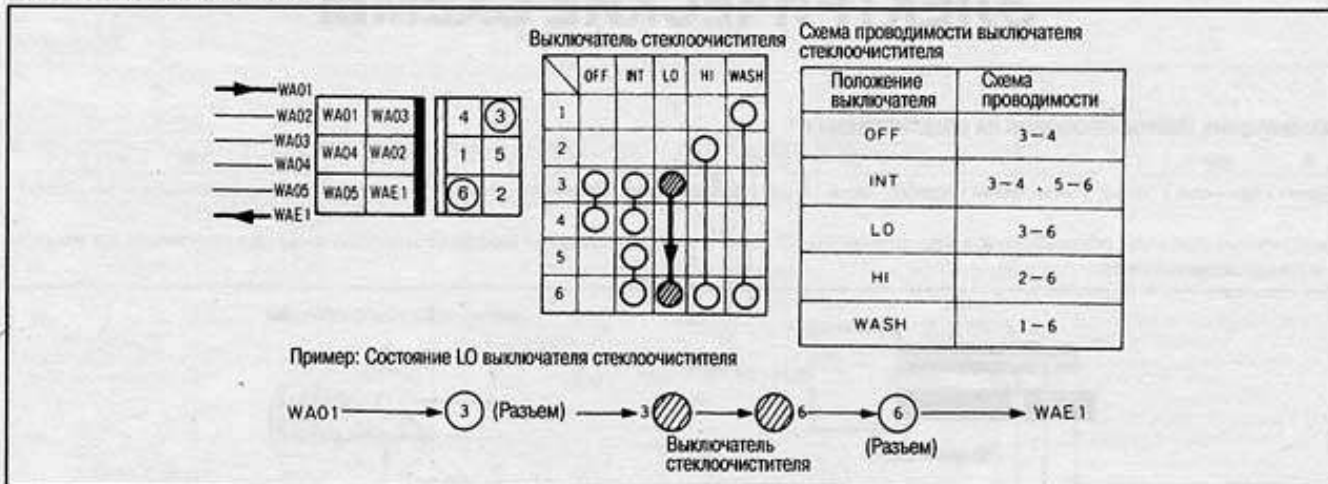 Выключатель стеклоочистителя
OFF INT LO HI WASH
1
2
3
4
5
6
WA01
WA02
WA03
WA04
WA05
WAE1
WA01 WA03
WA04 WA02
WA05 WAE1
4 3
1 5
6 2
Схема проводимости выключателя
стеклоочистителя
Положение выключателя
Схема проводимости
OFF 3-4
INT 3-4 , 5-6
LO 3-6
HI 2-6
WASH 1-6
Пример: Состояние LO выключателя стеклоочистителя
WA01 3 (Разъем) 3 6 6 WAE1
Выключатель
стеклоочистителя
(Разъем)